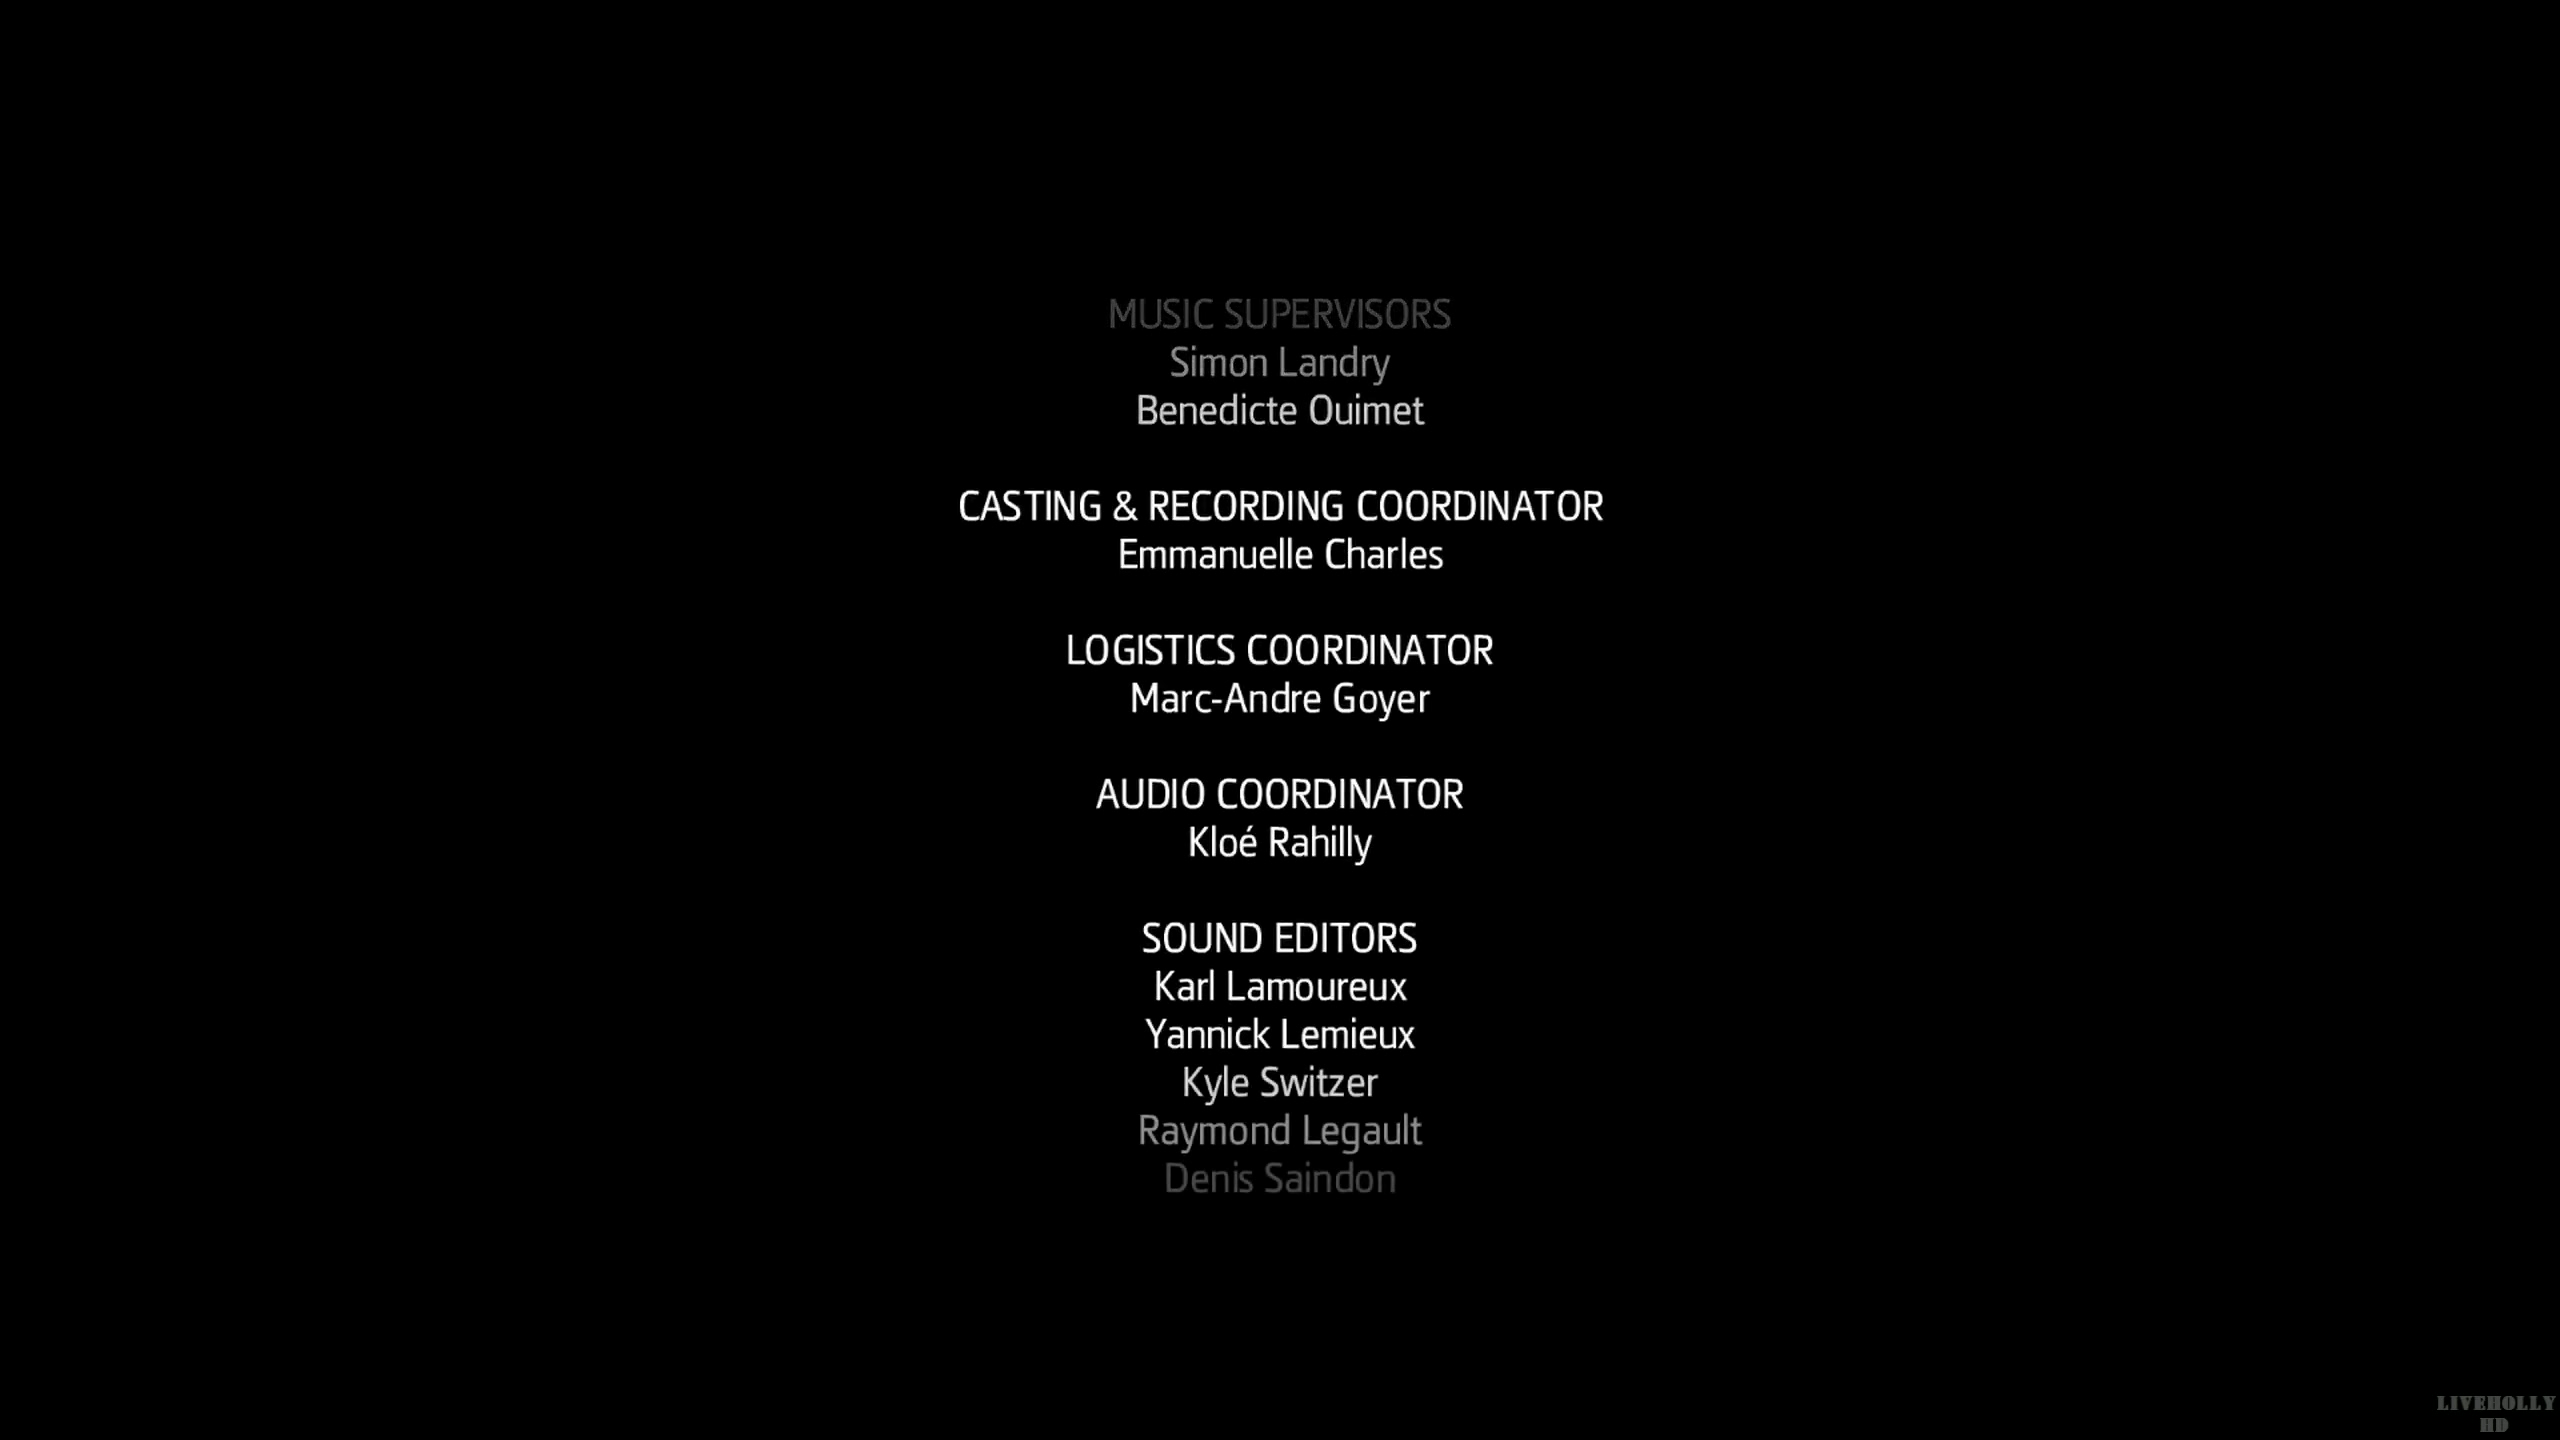 MUSIC SUPERVISORS
Simon Landry
Benedicte Ouimet
CASTING & RECORDING COORDINATOR
Emmanuelle Charles
LOGISTICS COORDINATOR
Marc-Andre Goyer
AUDIO COORDINATOR
Kloé Rahilly
SOUND EDITORS
Karl Lamoureux
Yannick Lemieux
Kyle Switzer
Raymond Legault
Denis Saindon
LIVEHOLLY
HD